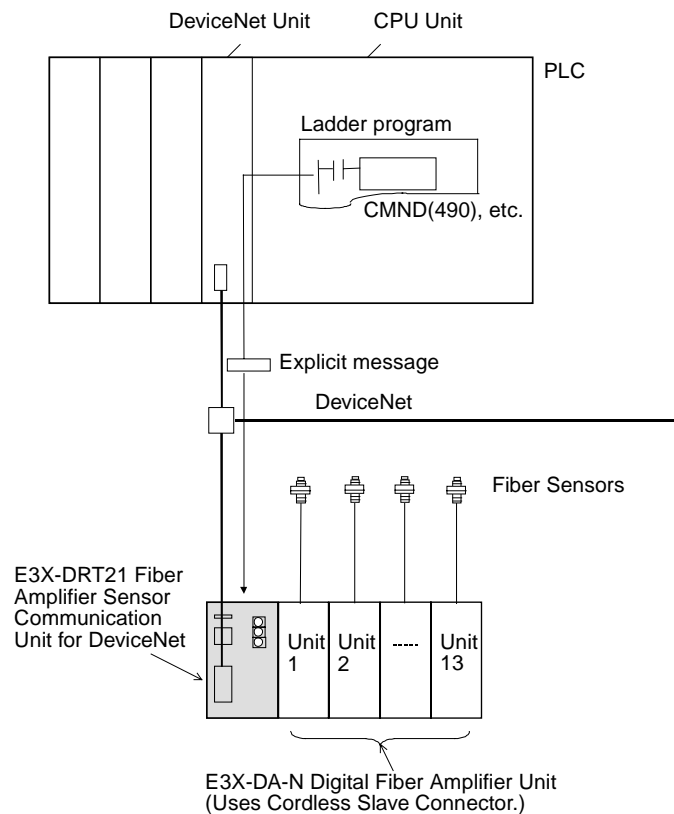 DeviceNet Unit
CPU Unit
PLC
Ladder program
CMND(490), etc.
Explicit message
DeviceNet
Fiber Sensors
E3X-DRT21 Fiber
Amplifier Sensor
Communication
Unit for DeviceNet
Unit
1
Unit
2
-----
Unit
13
E3X-DA-N Digital Fiber Amplifier Unit
(Uses Cordless Slave Connector.)